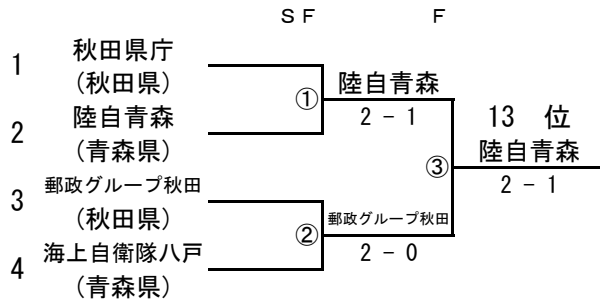 ＳＦ　Ｆ
1　秋田県庁
(秋田県)
①　陸自青森
2－1
2　陸自青森
(青森県)
13　位
③　陸自青森
2－1
3　郵政グループ秋田
(秋田県)
②　郵政グループ秋田
2－0
4　海上自衛隊八戸
(青森県)